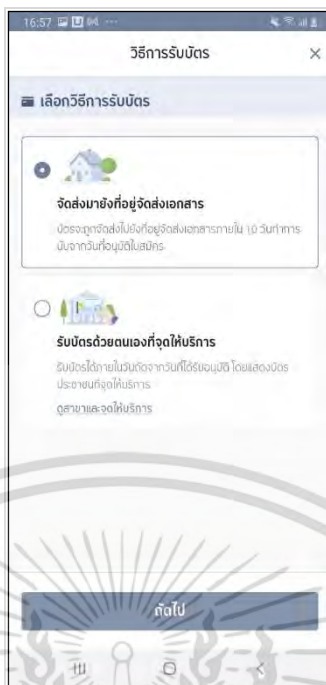 16:57
วิธีการรับบัตร
เลือกวิธีการรับบัตร
จัดส่งมายังที่อยู่จัดส่งเอกสาร
บัตรจะถูกจัดส่งไปยังที่อยู่จัดส่งเอกสารภายใน 10 วันทำการ
นับจากวันที่อนุมัติใบสมัคร
รับบัตรด้วยตนเองที่จุดให้บริการ
รับบัตรได้ภายในวันถัดจากวันที่ได้รับอนุมัติ โดยแสดงบัตร
ประชาชนที่จุดให้บริการ
ดูสาขาและจุดให้บริการ
ถัดไป